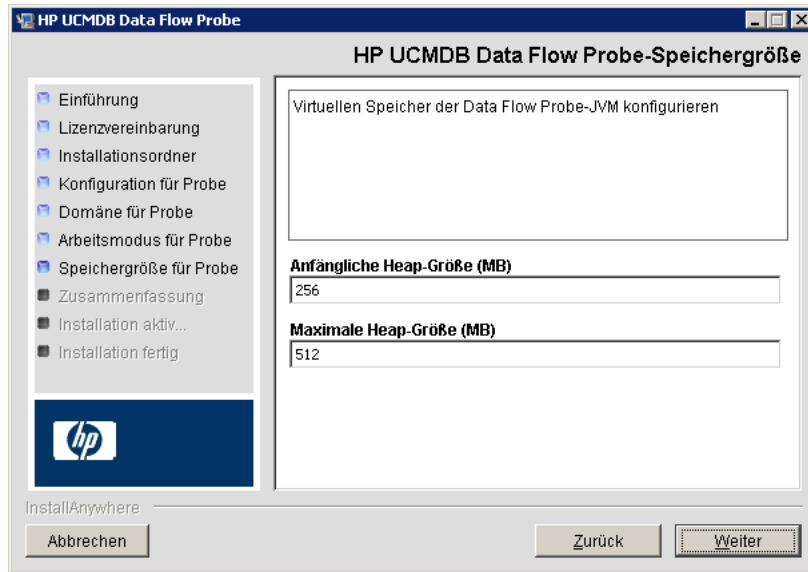 HP UCMDB Data Flow Probe
HP UCMDB Data Flow Probe-Speichergröße
Einführung
Lizenzvereinbarung
Installationsordner
Konfiguration für Probe
Domäne für Probe
Arbeitsmodus für Probe
Speichergröße für Probe
Zusammenfassung
Installation aktiv...
Installation fertig
hp
Virtuellen Speicher der Data Flow Probe-JVM konfigurieren
Anfängliche Heap-Größe (MB)
256
Maximale Heap-Größe (MB)
512
InstallAnywhere
Abbrechen
Zurück
Weiter